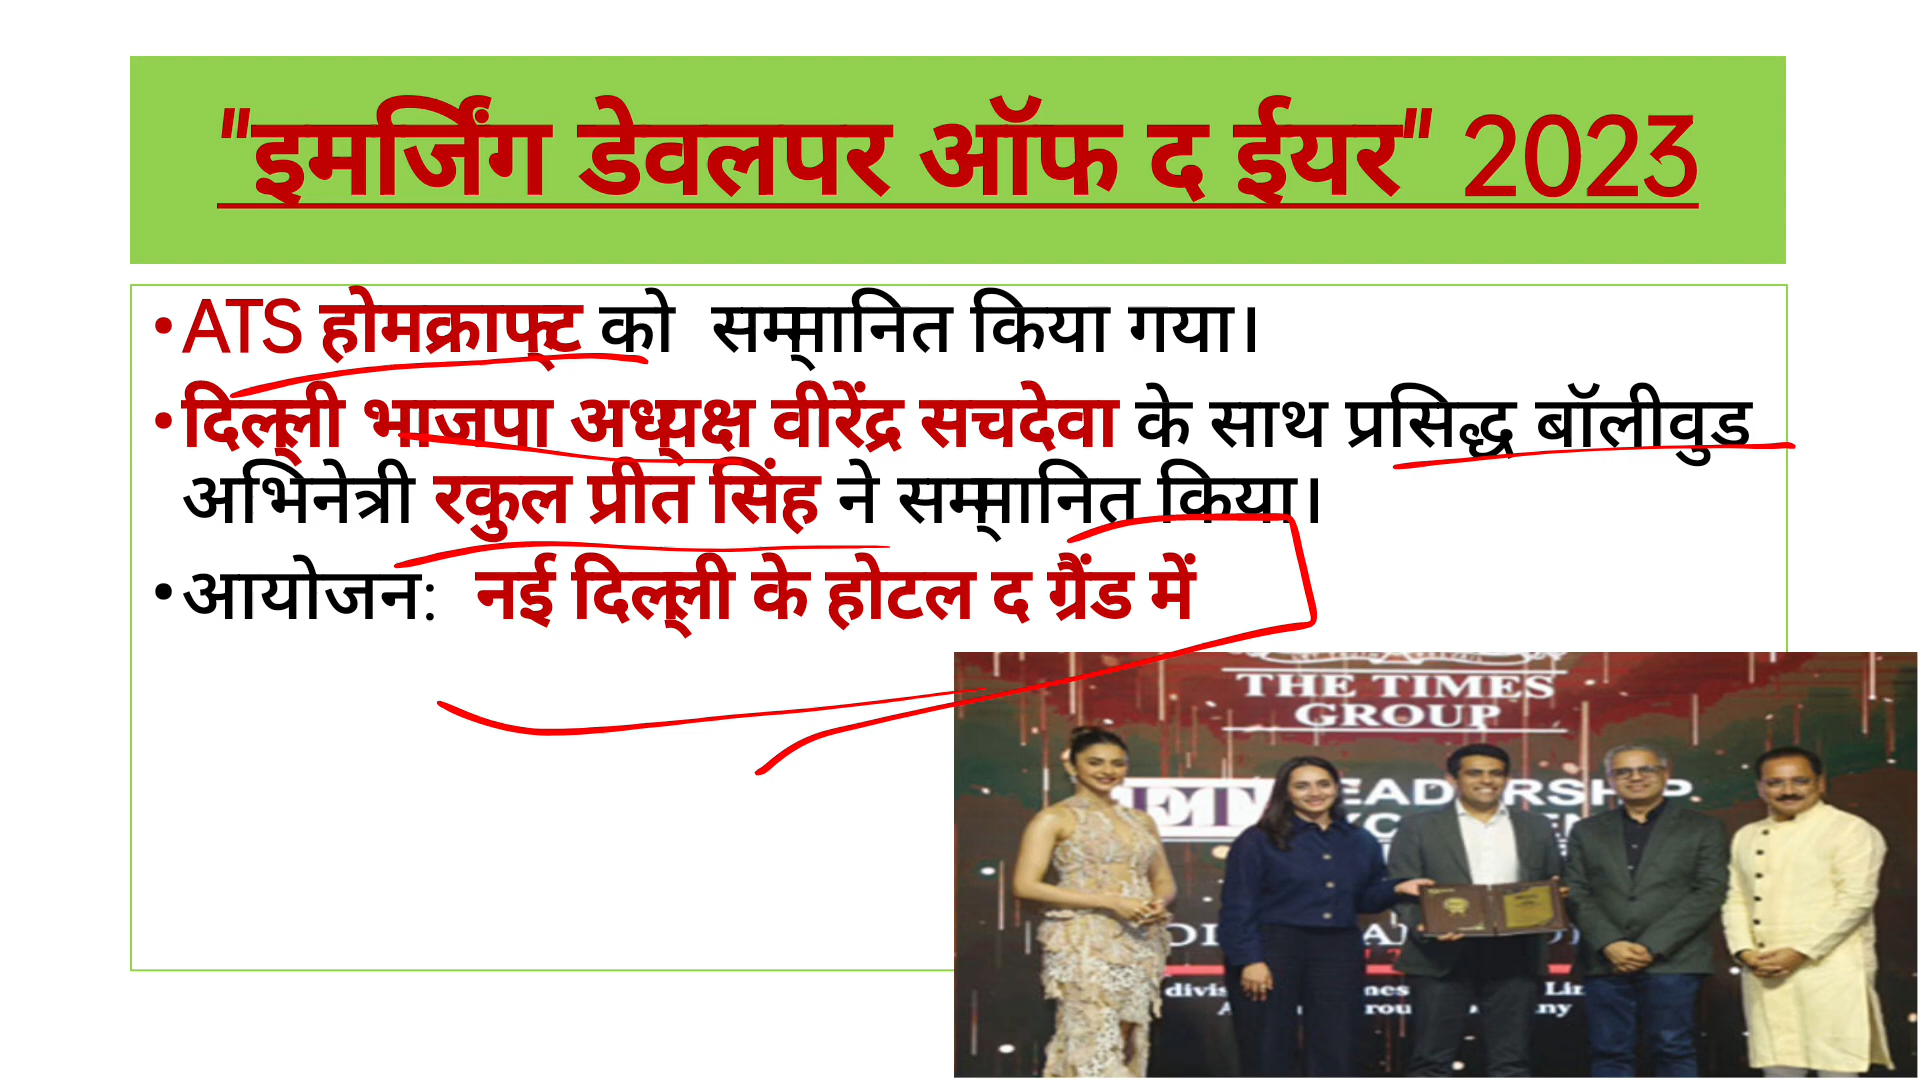 "इमर्जिंग डेवलपर ऑफ द ईयर" 2023
•ATS होमक्राफ्ट को सम्मानित किया गया।
•दिल्ली भाजपा अध्यक्ष वीरेंद्र सचदेवा के साथ प्रसिद्ध बॉलीवुड
अभिनेत्री रकुल प्रीत सिंह ने सम्मानित किया।
•आयोजन: नई दिल्ली के होटल द ग्रैंड में
THE TIMES
GROUP